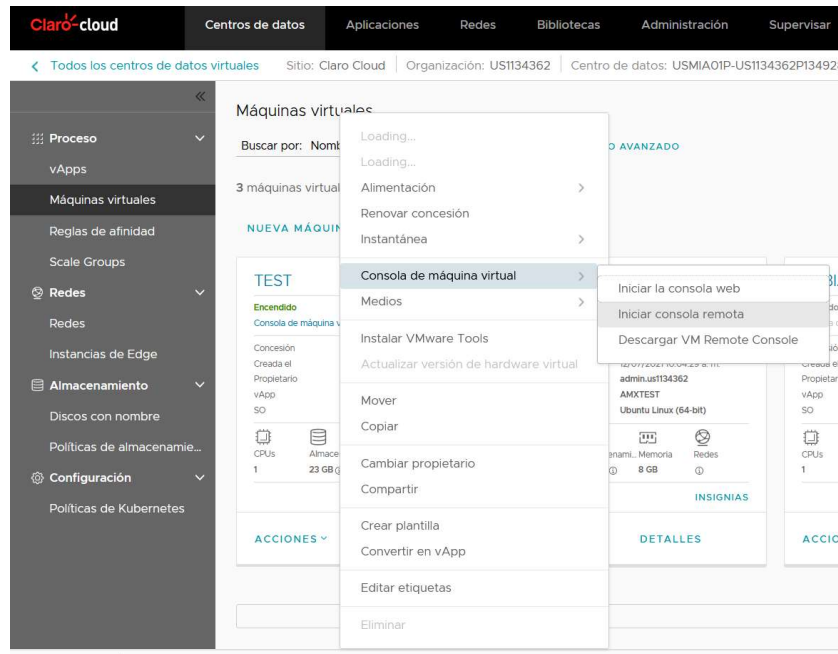 Claro-cloud
Centros de datos Aplicaciones Redes Bibliotecas Administración Supervisar
Todos los centros de datos virtuales Sitio: Claro Cloud Organización: US1134362 Centro de datos: USMIA01P-US1134362P13492
Máquinas virtuales
Proceso
vApps
Máquinas virtuales
Reglas de afinidad
Scale Groups
Redes
Redes
Instancias de Edge
Almacenamiento
Discos con nombre
Políticas de almacenamie...
Configuración
Políticas de Kubernetes
Buscar por: Nomb
O AVANZADO
3 máquinas virtual
NUEVA MÁQUIN
TEST
Encendido
Consola de máquina v
Concesión
Creada el
Propietario
vApp
SO
CPUs Almace
1 23 GB
ACCIONES
Loading...
Loading...
Alimentación
Renovar concesión
Instantánea
Consola de máquina virtual
Medios
Instalar VMware Tools
Actualizar versión de hardware virtual
Mover
Copiar
Cambiar propietario
Compartir
Crear plantilla
Convertir en vApp
Editar etiquetas
Eliminar
Iniciar la consola web
Iniciar consola remota
Descargar VM Remote Console
admin.us1134362
AMXTEST
Ubuntu Linux (64-bit)
enami... Memoria Redes
8 GB
INSIGNIAS
DETALLES
Creada e
Propietar
vApp
SO
CPUs
1
ACCIO